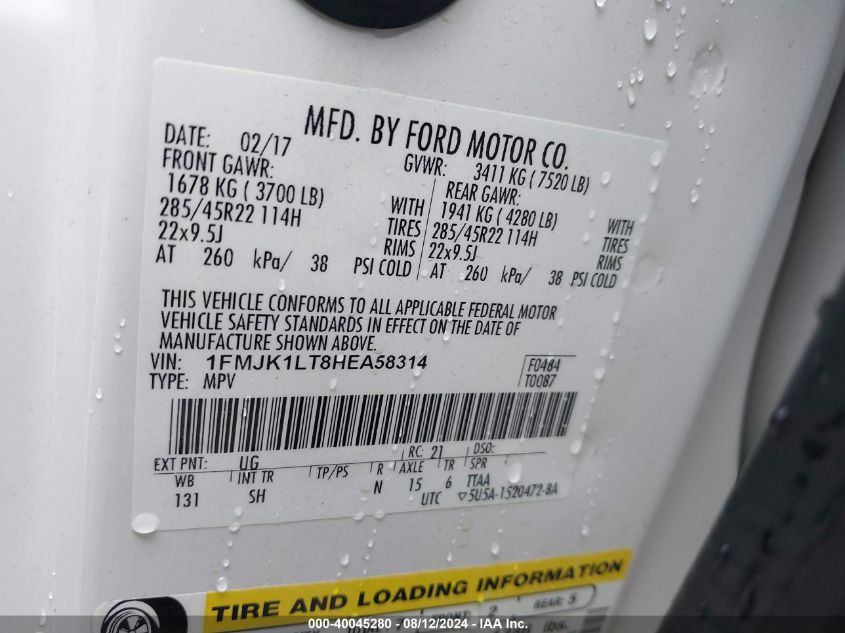 MFD. BY FORD MOTOR CO.
DATE: 02/17
GVWR: 3411 KG ( 7520 LB)
FRONT GAWR:
1678 KG ( 3700 LB)
WITH
285/45R22 114H
TIRES
22x9.5J
RIMS
AT 260 kPa/ 38 PSI COLD
REAR GAWR:
1941 KG ( 4280 LB)
WITH
285/45R22 114H
TIRES
22x9.5J
RIMS
AT 260 kPa/ 38 PSI COLD
THIS VEHICLE CONFORMS TO ALL APPLICABLE FEDERAL MOTOR
VEHICLE SAFETY STANDARDS IN EFFECT ON THE DATE OF
MANUFACTURE SHOWN ABOVE.
VIN: 1FMJK1LT8HEA58314
F0484
TYPE: MPV
T0087
EXT PNT: UG RC: 21 DSO:
WB INT TR TP/PS R AXLE TR SPR
131 SH N 15 6 TTAA
UTC ▽5U5A-1520472-BA
TIRE AND LOADING INFORMATION
FRONT: 2 REAR: 5
000-40045280 - 08/12/2024 - IAA Inc.